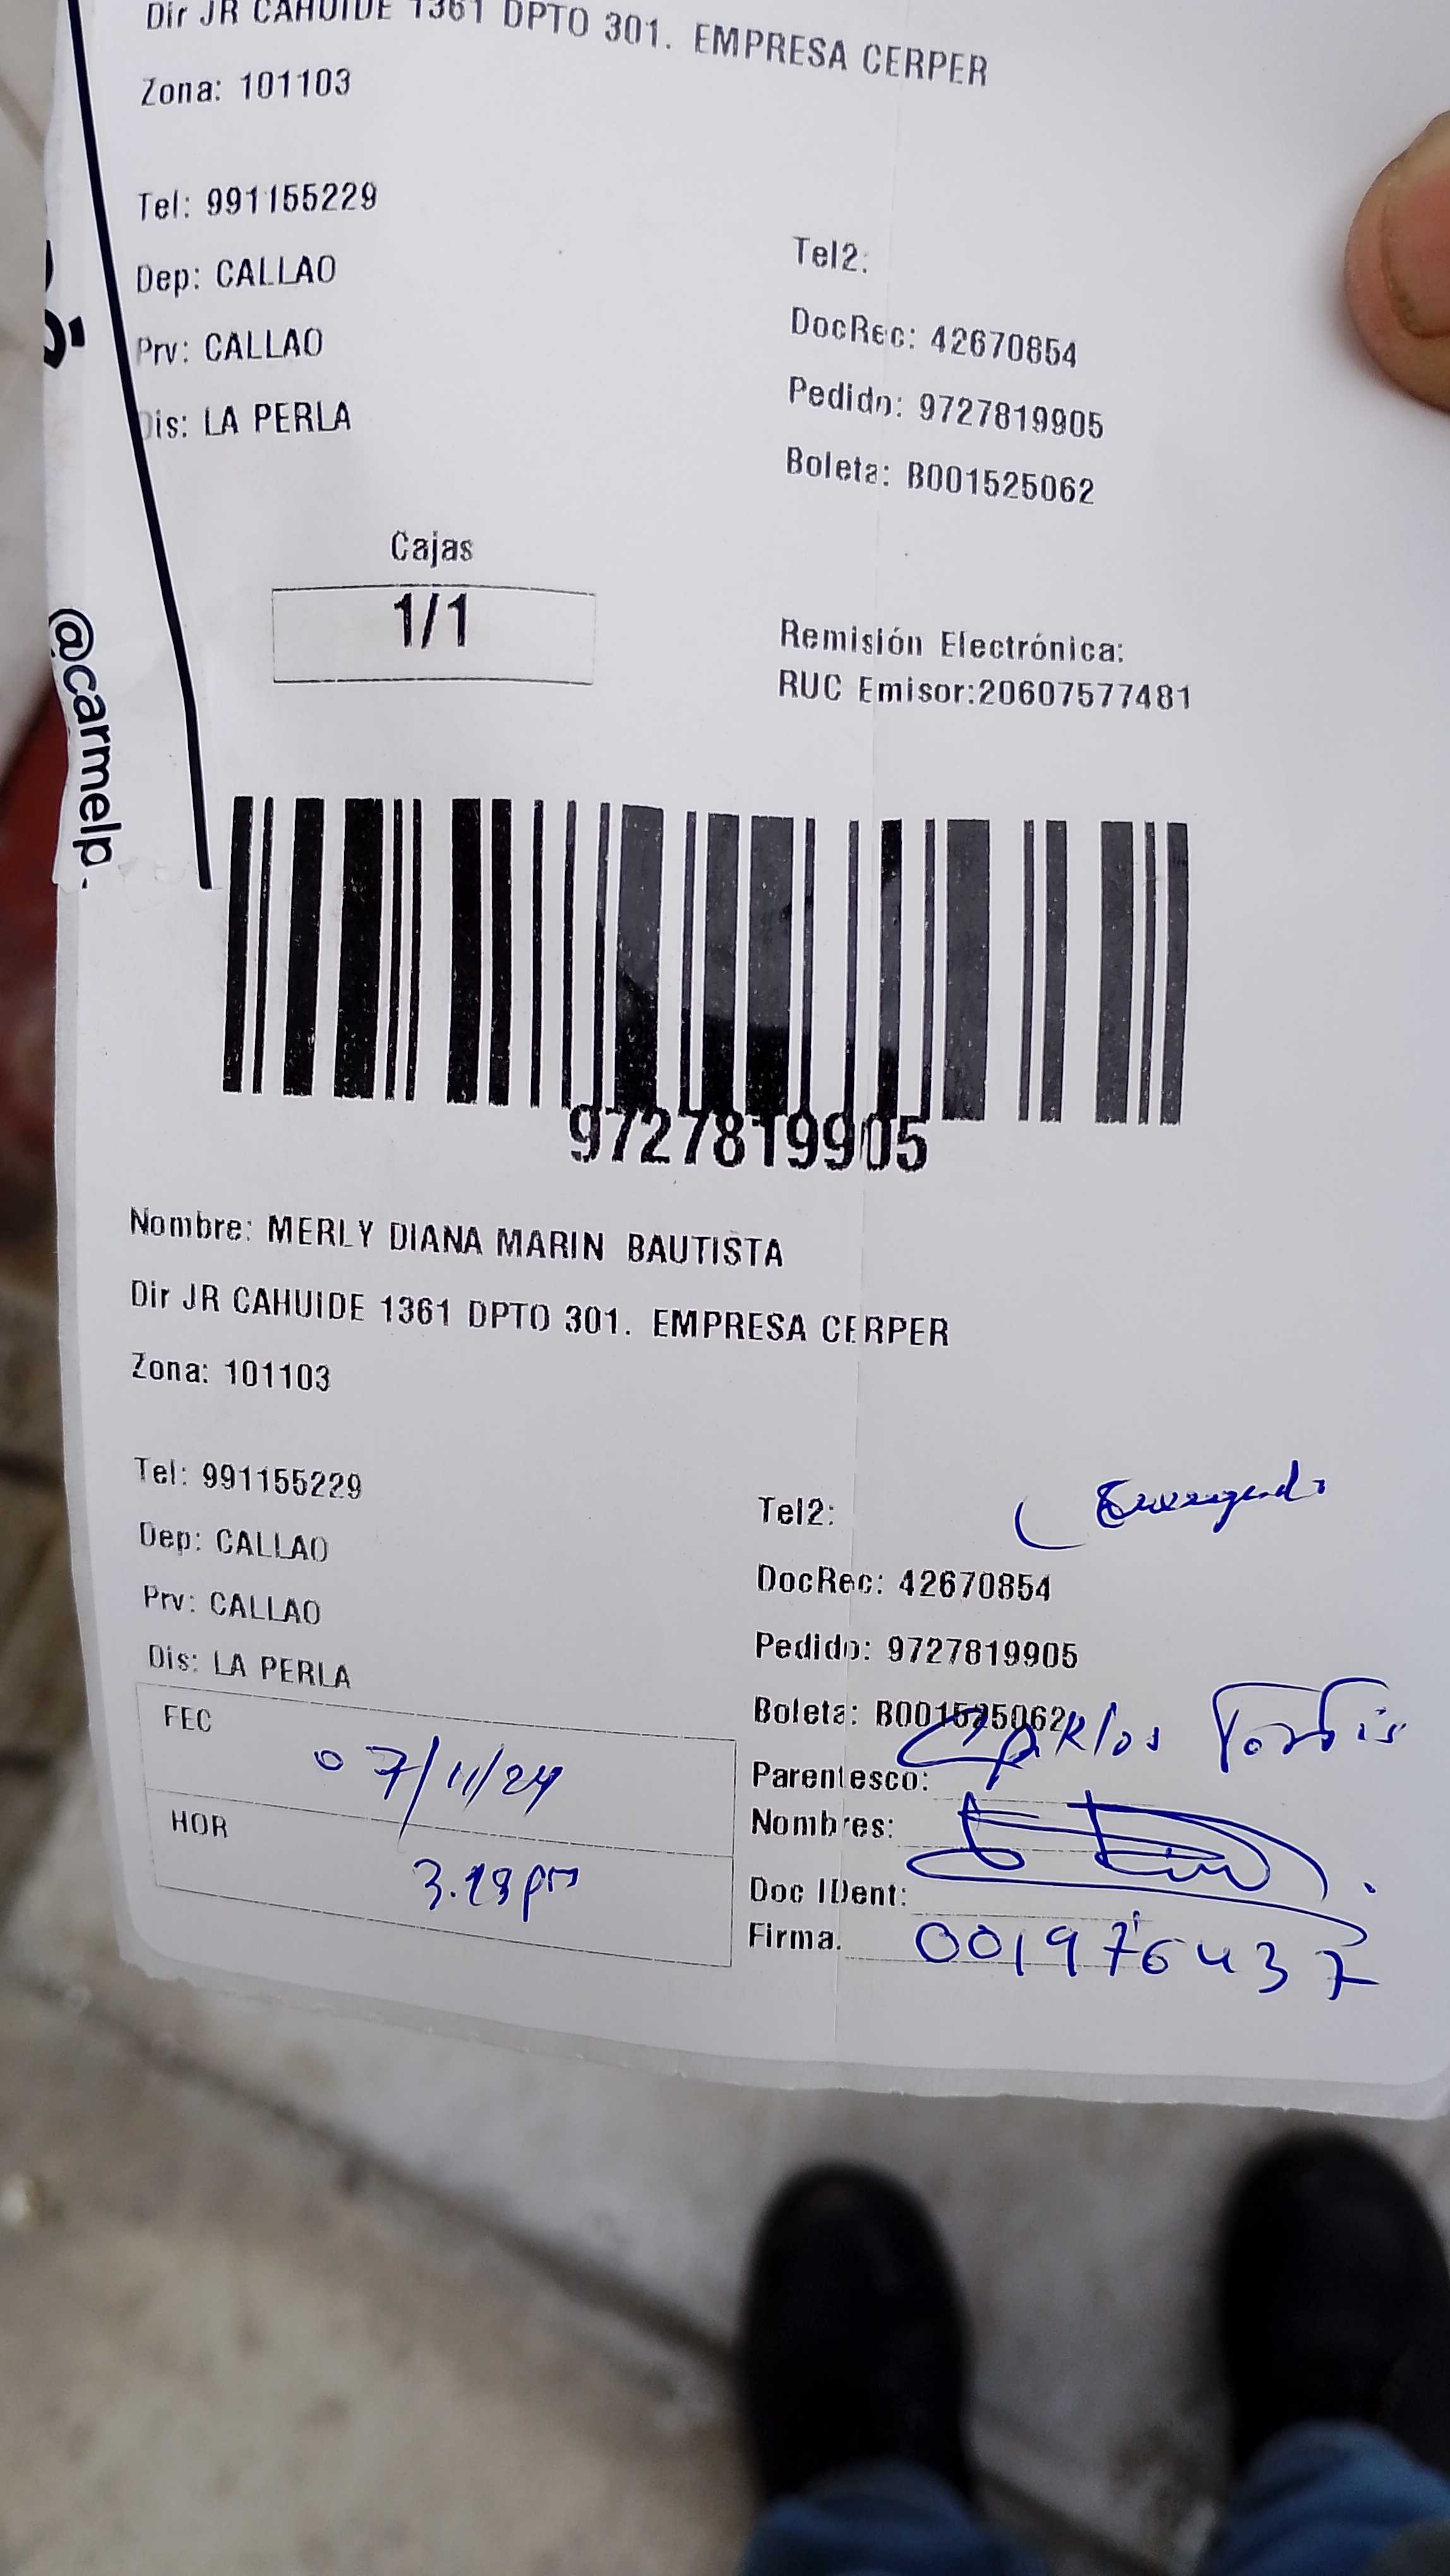 Dir JR CAHUIDE 1361 DPTO 301. EMPRESA CERPER
Zona: 101103
Tel: 991155229
Dep: CALLAO
Prv: CALLAO
Dis: LA PERLA
Tel2:
DocRec: 42670854
Pedido: 9727819905
Boleta: B001525062
Cajas
1/1
Remisión Electrónica:
RUC Emisor:20607577481
@carmelp.
9727819905
Nombre: MERLY DIANA MARIN BAUTISTA
Dir JR CAHUIDE 1361 DPTO 301. EMPRESA CERPER
Zona: 101103
Tel: 991155229
Dep: CALLAO
Prv: CALLAO
Dis: LA PERLA
Tel2:
DocRec: 42670854
Pedido: 9727819905
Boleta: B001525062
CARlos
Parentesco:
Nombres:
Doc IDent:
Firma. 001976437
FEC
07/11/24
HOR
3.19pm